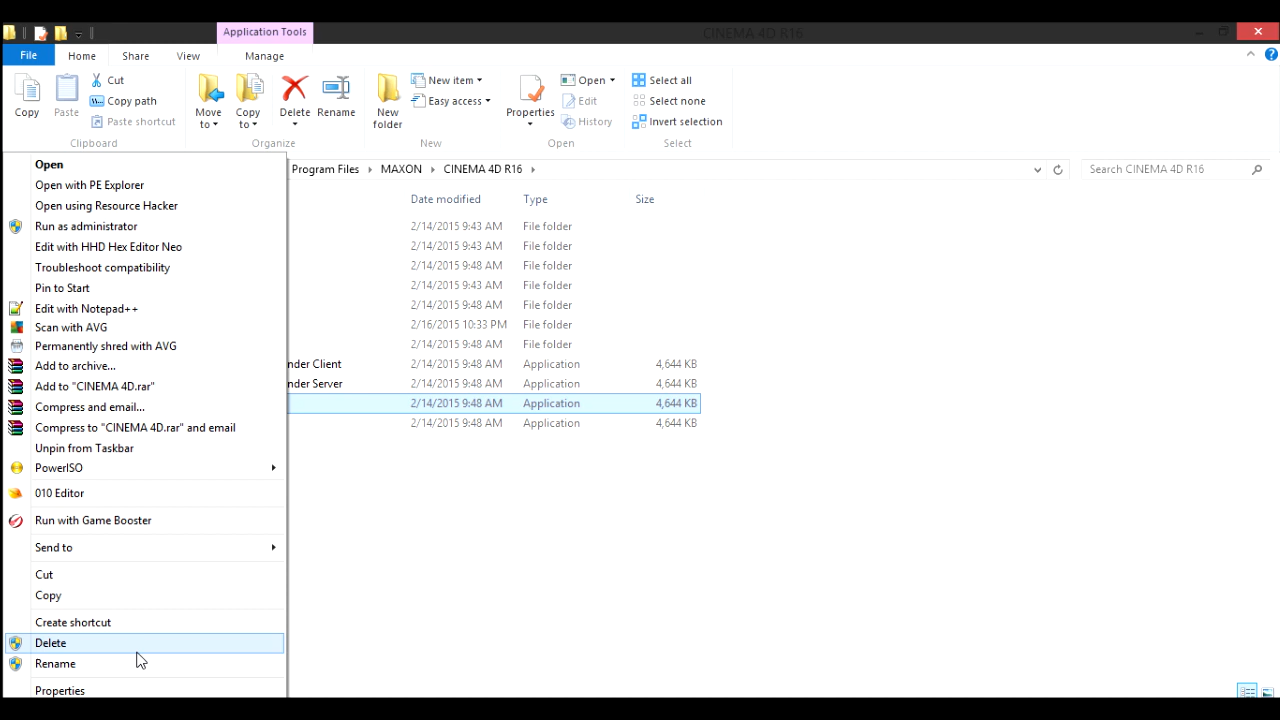 Application Tools
CINEMA 4D R16
File Home Share View Manage
Copy
Paste
Cut
Copy path
Paste shortcut
Clipboard
Move to
Copy to
Delete
Rename
Organize
New folder
New item
Easy access
New
Properties
Open
Edit
History
Open
Select all
Select none
Invert selection
Select
Program Files MAXON CINEMA 4D R16
Search CINEMA 4D R16
Date modified Type Size
2/14/2015 9:43 AM File folder
2/14/2015 9:43 AM File folder
2/14/2015 9:48 AM File folder
2/14/2015 9:43 AM File folder
2/14/2015 9:48 AM File folder
2/16/2015 10:33 PM File folder
2/14/2015 9:48 AM File folder
nder Client 2/14/2015 9:48 AM Application 4,644 KB
nder Server 2/14/2015 9:48 AM Application 4,644 KB
2/14/2015 9:48 AM Application 4,644 KB
2/14/2015 9:48 AM Application 4,644 KB
Open
Open with PE Explorer
Open using Resource Hacker
Run as administrator
Edit with HHD Hex Editor Neo
Troubleshoot compatibility
Pin to Start
Edit with Notepad++
Scan with AVG
Permanently shred with AVG
Add to archive...
Add to "CINEMA 4D.rar"
Compress and email...
Compress to "CINEMA 4D.rar" and email
Unpin from Taskbar
PowerISO
010 Editor
Run with Game Booster
Send to
Cut
Copy
Create shortcut
Delete
Rename
Properties